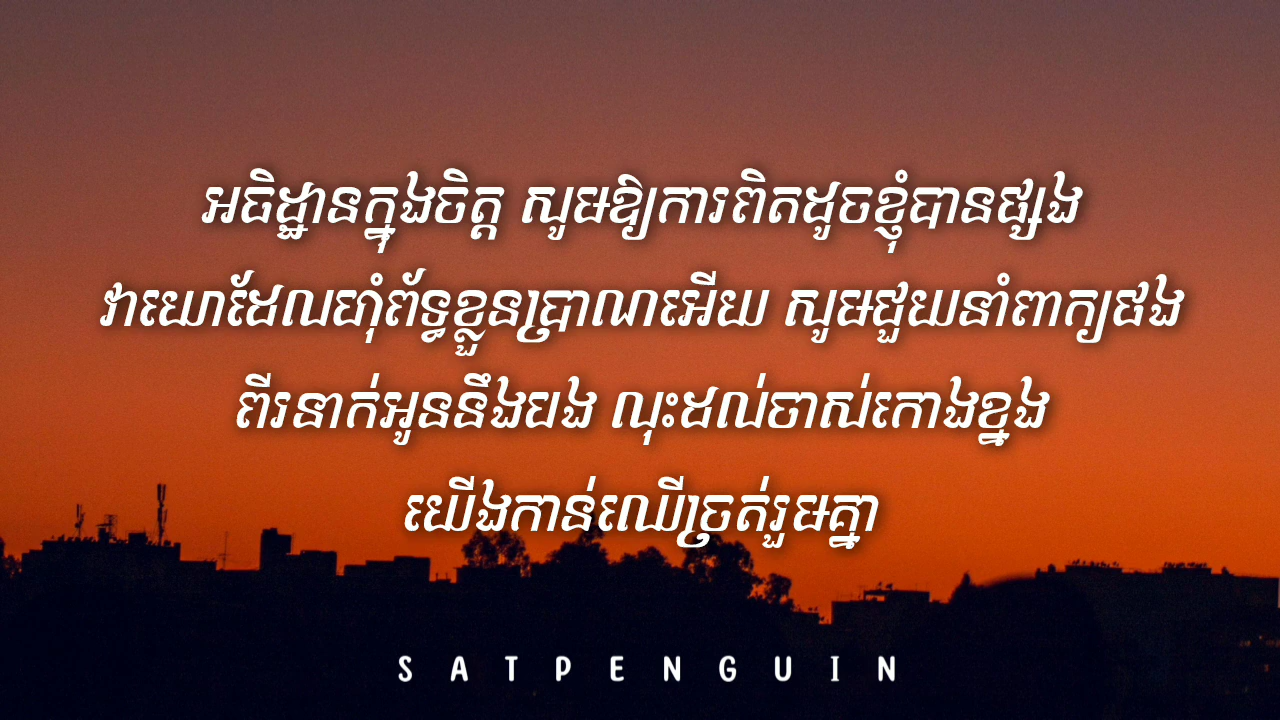 អធិដ្ឋានក្នុងចិត្ត សូមឱ្យការពិតដូចខ្ញុំបានផ្សង
វាយោដែលហុំព័ទ្ធខ្លួនប្រាណអើយ សូមជួយនាំពាក្យផង
ពីរនាក់អូននឹងបង លុះដល់ចាស់កោងខ្នង
យើងកាន់ឈើច្រត់រួមគ្នា
SATPENGUIN